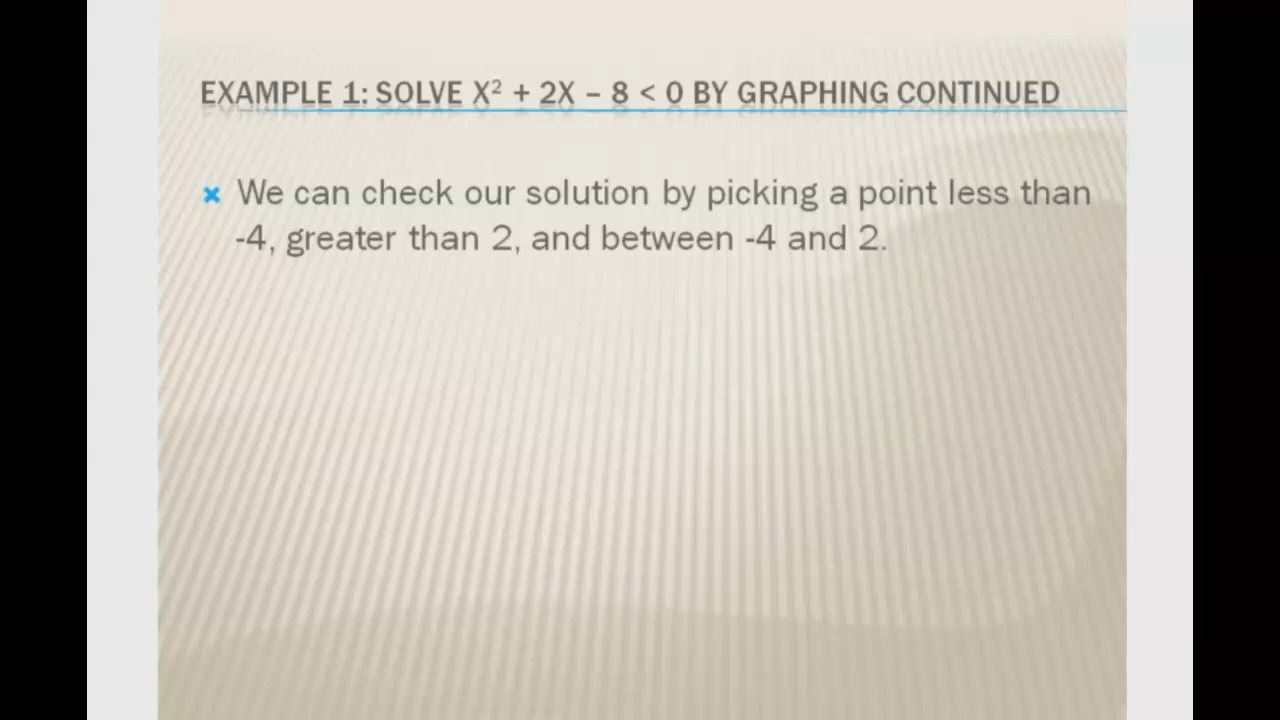 EXAMPLE 1: SOLVE X² + 2X – 8 < 0 BY GRAPHING CONTINUED
We can check our solution by picking a point less than
-4, greater than 2, and between -4 and 2.